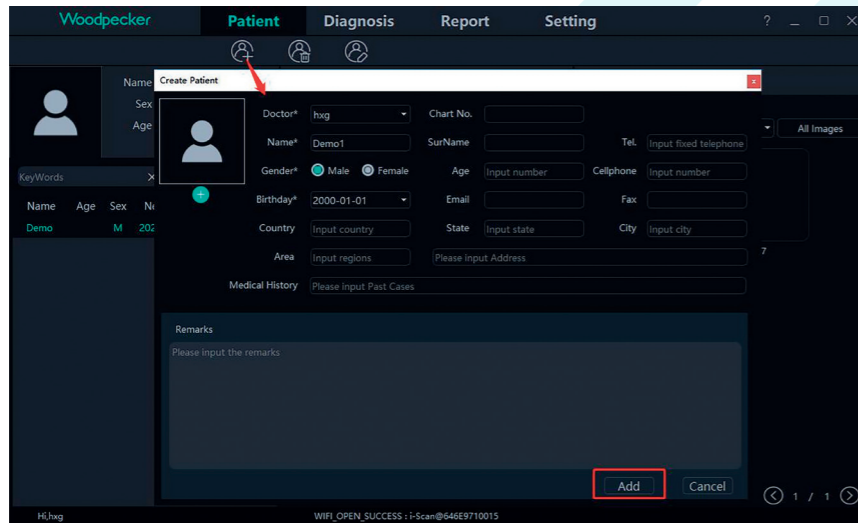 Woodpecker Patient Diagnosis Report Setting ?
Name
Sex
Age
Create Patient
Doctor* hxg Chart No.
Name* Demo1 SurName Tel. Input fixed telephone
Gender* Male Female Age Input number Cellphone Input number
Birthday* 2000-01-01 Email Fax
Country Input country State Input state City Input city
Area Input regions Please input Address
Medical History Please input Past Cases
All Images
KeyWords
Name Age Sex
Demo M 202
7
Remarks
Please input the remarks
Add Cancel
1 / 1
Hi,hxg WIFI_OPEN_SUCCESS : i-Scan@646E9710015